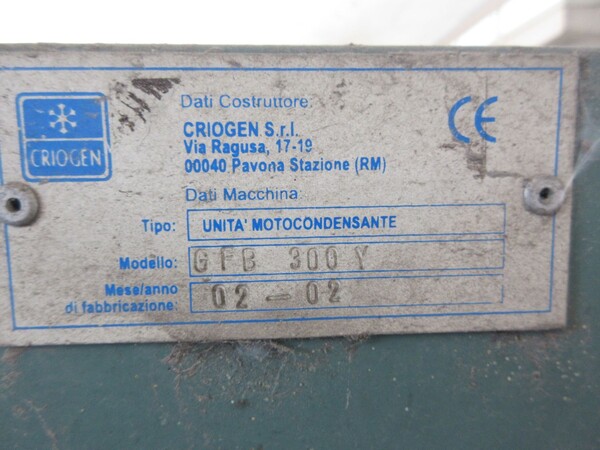 CRIOGEN
Dati Costruttore:
CE
CRIOGEN S.r.l.
Via Ragusa, 17-19
00040 Pavona Stazione (RM)
Dati Macchina:
Tipo: UNITA' MOTOCONDENSANTE
Modello: GFB 300 Y
Mese/anno
di fabbricazione: 02-02